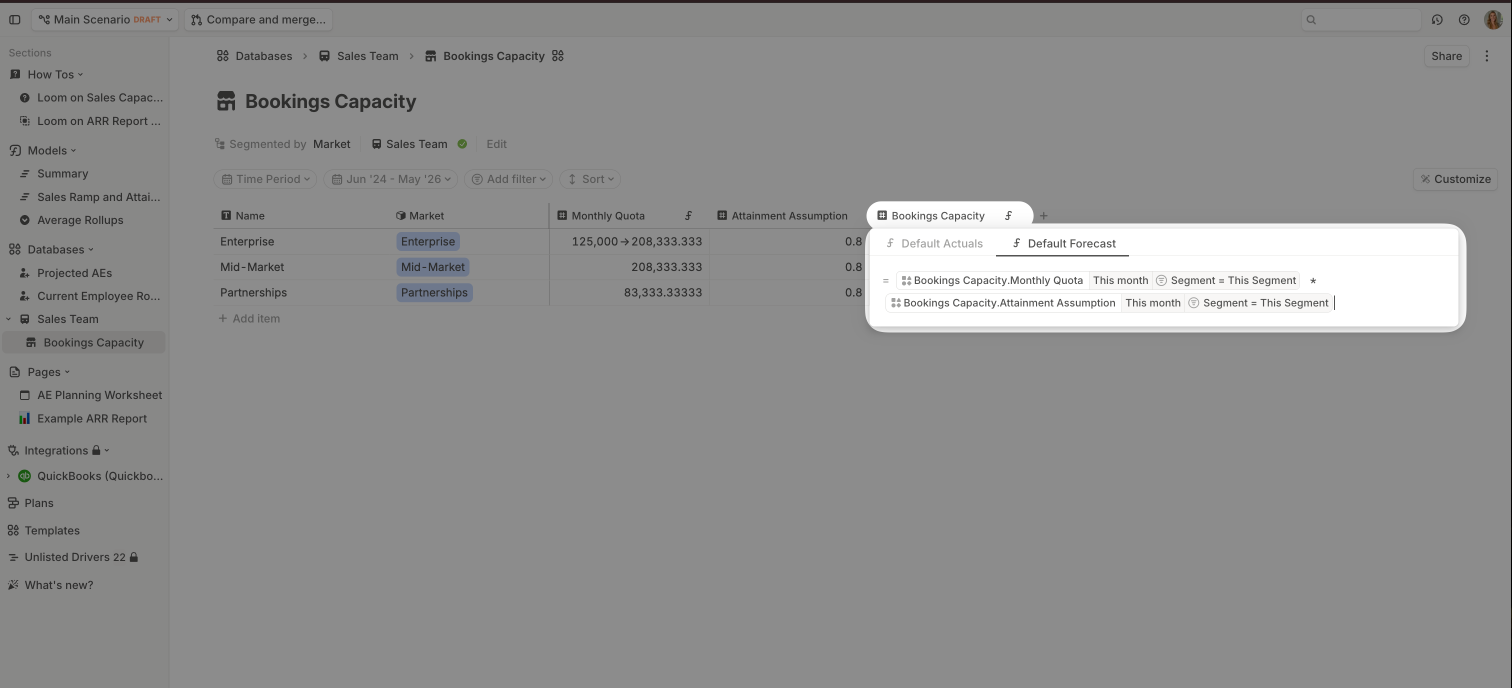 Main Scenario DRAFT
Compare and merge...
Sections
How Tos
Loom on Sales Capac...
Loom on ARR Report ...
Models
Summary
Sales Ramp and Attai...
Average Rollups
Databases
Projected AEs
Current Employee Ro...
Sales Team
Bookings Capacity
Pages
AE Planning Worksheet
Example ARR Report
Integrations
qb QuickBooks (Quickbo...
Plans
Templates
Unlisted Drivers 22
What's new?
Databases > Sales Team > Bookings Capacity
Share
Bookings Capacity
Segmented by Market Sales Team Edit
Time Period Jun '24 - May '26 Add filter Sort
Customize
Name Market Monthly Quota Attainment Assumption Bookings Capacity +
Enterprise Enterprise 125,000→208,333.333 0.8
Mid-Market Mid-Market 208,333.333 0.8
Partnerships Partnerships 83,333.33333 0.8
+ Add item
Default Actuals Default Forecast
= Bookings Capacity.Monthly Quota This month Segment = This Segment *
Bookings Capacity.Attainment Assumption This month Segment = This Segment